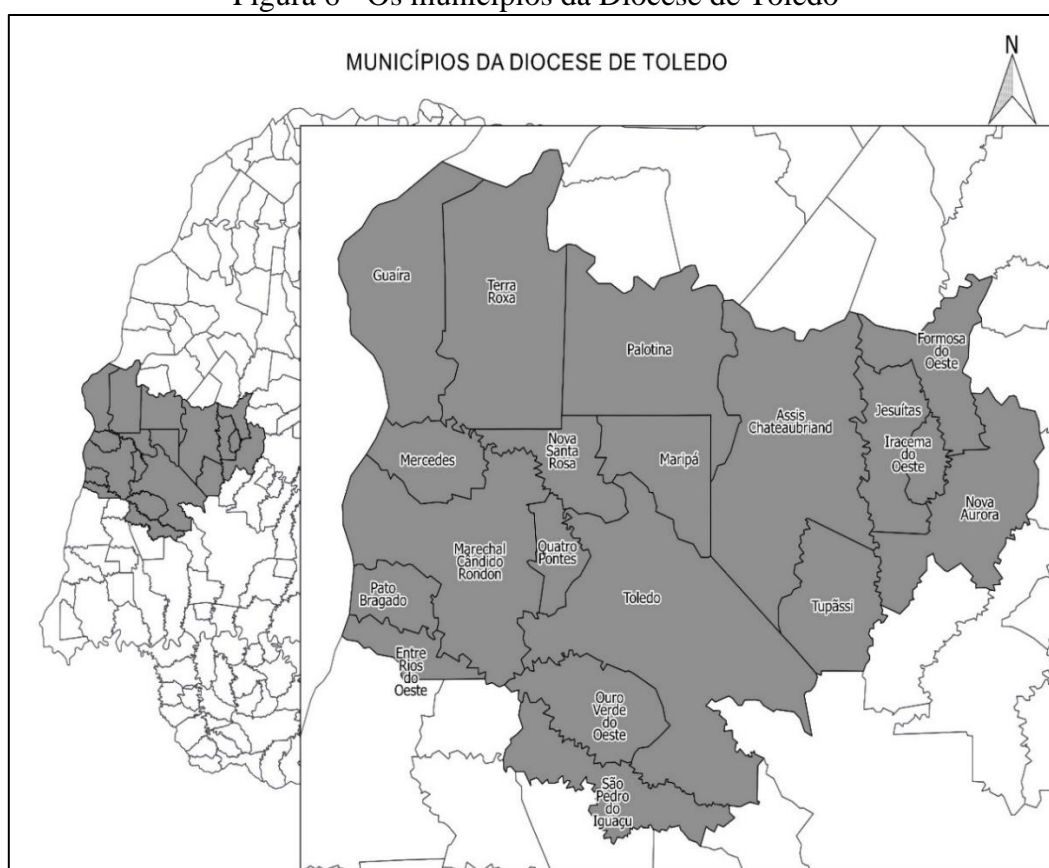 Figura 8 - Os municípios da Diocese de Toledo
MUNICÍPIOS DA DIOCESE DE TOLEDO
N
Guaíra
Terra
Roxa
Palotina
Formosa
do
Oeste
Assis
Chateaubriand
Jesuítas
Iracema
do Oeste
Nova
Aurora
Mercedes
Nova
Santa
Rosa
Maripá
Marechal
Cândido
Rondon
Quatro
Pontes
Pato
Bragado
Toledo
Tupãssi
Entre
Rios
do
Oeste
Ouro
Verde
do
Oeste
São
Pedro
do
Iguaçu